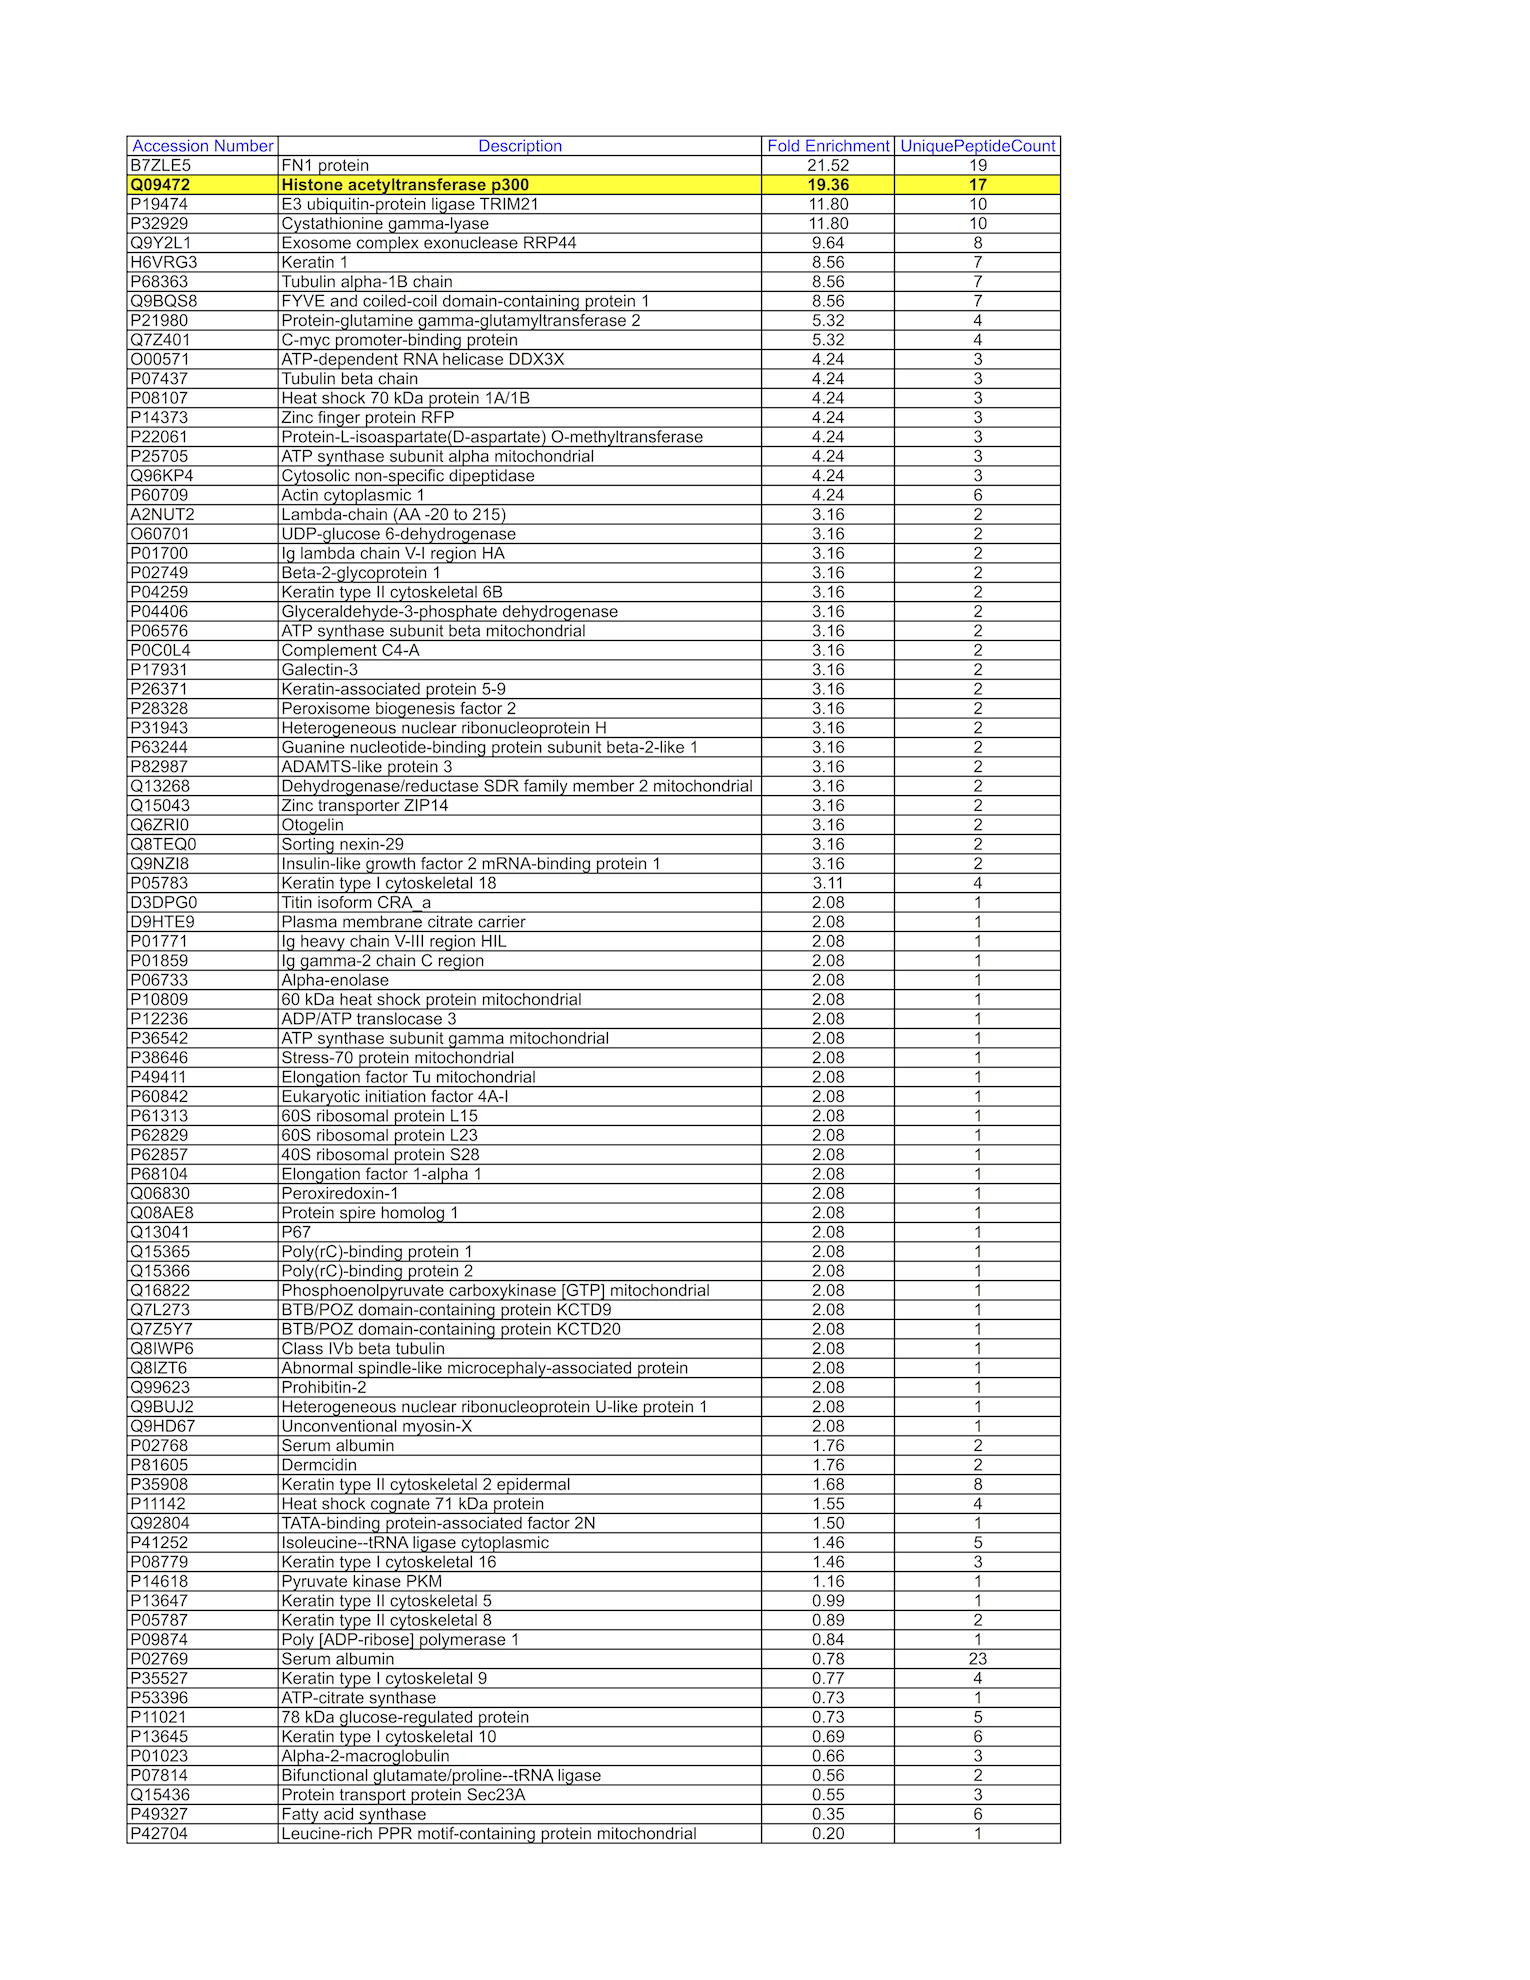 Accession Number Description Fold Enrichment UniquePeptideCount
B7ZLE5 FN1 protein 21.52 19
Q09472 Histone acetyltransferase p300 19.36 17
P19474 E3 ubiquitin-protein ligase TRIM21 11.80 10
P32929 Cystathionine gamma-lyase 11.80 10
Q9Y2L1 Exosome complex exonuclease RRP44 9.64 8
H6VRG3 Keratin 1 8.56 7
P68363 Tubulin alpha-1B chain 8.56 7
Q9BQS8 FYVE and coiled-coil domain-containing protein 1 8.56 7
P21980 Protein-glutamine gamma-glutamyltransferase 2 5.32 4
Q7Z401 C-myc promoter-binding protein 5.32 4
O00571 ATP-dependent RNA helicase DDX3X 4.24 3
P07437 Tubulin beta chain 4.24 3
P08107 Heat shock 70 kDa protein 1A/1B 4.24 3
P14373 Zinc finger protein RFP 4.24 3
P22061 Protein-L-isoaspartate(D-aspartate) O-methyltransferase 4.24 3
P25705 ATP synthase subunit alpha mitochondrial 4.24 3
Q96KP4 Cytosolic non-specific dipeptidase 4.24 3
P60709 Actin cytoplasmic 1 4.24 6
A2NUT2 Lambda-chain (AA -20 to 215) 3.16 2
O60701 UDP-glucose 6-dehydrogenase 3.16 2
P01700 Ig lambda chain V-I region HA 3.16 2
P02749 Beta-2-glycoprotein 1 3.16 2
P04259 Keratin type II cytoskeletal 6B 3.16 2
P04406 Glyceraldehyde-3-phosphate dehydrogenase 3.16 2
P06576 ATP synthase subunit beta mitochondrial 3.16 2
P0C0L4 Complement C4-A 3.16 2
P17931 Galectin-3 3.16 2
P26371 Keratin-associated protein 5-9 3.16 2
P28328 Peroxisome biogenesis factor 2 3.16 2
P31943 Heterogeneous nuclear ribonucleoprotein H 3.16 2
P63244 Guanine nucleotide-binding protein subunit beta-2-like 1 3.16 2
P82987 ADAMTS-like protein 3 3.16 2
Q13268 Dehydrogenase/reductase SDR family member 2 mitochondrial 3.16 2
Q15043 Zinc transporter ZIP14 3.16 2
Q6ZRI0 Otogelin 3.16 2
Q8TEQ0 Sorting nexin-29 3.16 2
Q9NZI8 Insulin-like growth factor 2 mRNA-binding protein 1 3.16 2
P05783 Keratin type I cytoskeletal 18 3.11 4
D3DPG0 Titin isoform CRA_a 2.08 1
D9HTE9 Plasma membrane citrate carrier 2.08 1
P01771 Ig heavy chain V-III region HIL 2.08 1
P01859 Ig gamma-2 chain C region 2.08 1
P06733 Alpha-enolase 2.08 1
P10809 60 kDa heat shock protein mitochondrial 2.08 1
P12236 ADP/ATP translocase 3 2.08 1
P36542 ATP synthase subunit gamma mitochondrial 2.08 1
P38646 Stress-70 protein mitochondrial 2.08 1
P49411 Elongation factor Tu mitochondrial 2.08 1
P60842 Eukaryotic initiation factor 4A-I 2.08 1
P61313 60S ribosomal protein L15 2.08 1
P62829 60S ribosomal protein L23 2.08 1
P62857 40S ribosomal protein S28 2.08 1
P68104 Elongation factor 1-alpha 1 2.08 1
Q06830 Peroxiredoxin-1 2.08 1
Q08AE8 Protein spire homolog 1 2.08 1
Q13041 P67 2.08 1
Q15365 Poly(rC)-binding protein 1 2.08 1
Q15366 Poly(rC)-binding protein 2 2.08 1
Q16822 Phosphoenolpyruvate carboxykinase [GTP] mitochondrial 2.08 1
Q7L273 BTB/POZ domain-containing protein KCTD9 2.08 1
Q7Z5Y7 BTB/POZ domain-containing protein KCTD20 2.08 1
Q8IWP6 Class IVb beta tubulin 2.08 1
Q8IZT6 Abnormal spindle-like microcephaly-associated protein 2.08 1
Q99623 Prohibitin-2 2.08 1
Q9BUJ2 Heterogeneous nuclear ribonucleoprotein U-like protein 1 2.08 1
Q9HD67 Unconventional myosin-X 2.08 1
P02768 Serum albumin 1.76 2
P81605 Dermcidin 1.76 2
P35908 Keratin type II cytoskeletal 2 epidermal 1.68 8
P11142 Heat shock cognate 71 kDa protein 1.55 4
Q92804 TATA-binding protein-associated factor 2N 1.50 1
P41252 Isoleucine--tRNA ligase cytoplasmic 1.46 5
P08779 Keratin type I cytoskeletal 16 1.46 3
P14618 Pyruvate kinase PKM 1.16 1
P13647 Keratin type II cytoskeletal 5 0.99 1
P05787 Keratin type II cytoskeletal 8 0.89 2
P09874 Poly [ADP-ribose] polymerase 1 0.84 1
P02769 Serum albumin 0.78 23
P35527 Keratin type I cytoskeletal 9 0.77 4
P53396 ATP-citrate synthase 0.73 1
P11021 78 kDa glucose-regulated protein 0.73 5
P13645 Keratin type I cytoskeletal 10 0.69 6
P01023 Alpha-2-macroglobulin 0.66 3
P07814 Bifunctional glutamate/proline--tRNA ligase 0.56 2
Q15436 Protein transport protein Sec23A 0.55 3
P49327 Fatty acid synthase 0.35 6
P42704 Leucine-rich PPR motif-containing protein mitochondrial 0.20 1